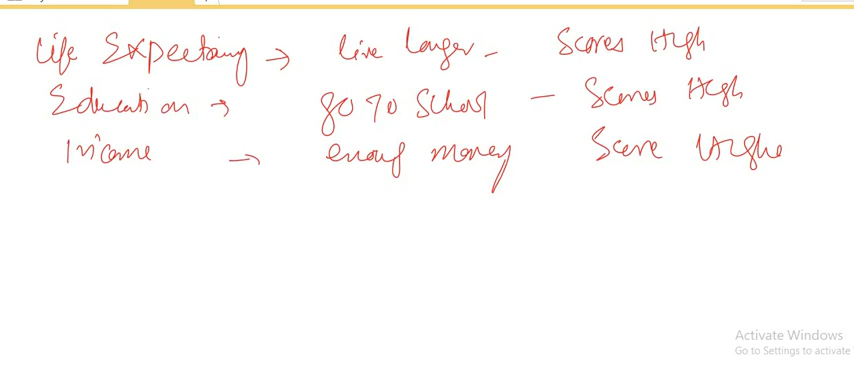 Life Expectancy → live longer - Scores High
Education → go to School - Scores High
Income → enough money Score Higher
Activate Windows
Go to Settings to activate